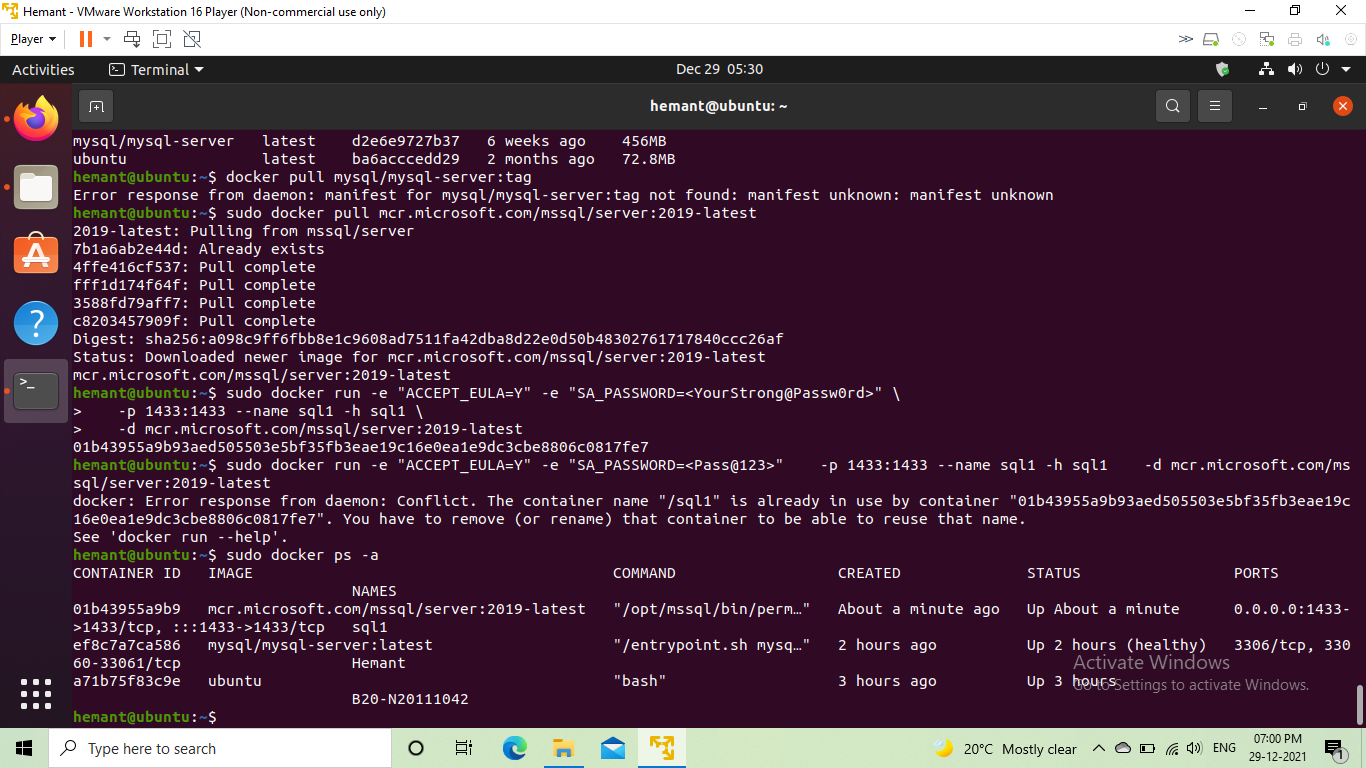 Hemant - VMware Workstation 16 Player (Non-commercial use only)
Player
Activities Terminal Dec 29 05:30
hemant@ubuntu: ~
mysql/mysql-server latest d2e6e9727b37 6 weeks ago 456MB
ubuntu latest ba6acccedd29 2 months ago 72.8MB
hemant@ubuntu:~$ docker pull mysql/mysql-server:tag
Error response from daemon: manifest for mysql/mysql-server:tag not found: manifest unknown: manifest unknown
hemant@ubuntu:~$ sudo docker pull mcr.microsoft.com/mssql/server:2019-latest
2019-latest: Pulling from mssql/server
7b1a6ab2e44d: Already exists
4ffe416cf537: Pull complete
fff1d174f64f: Pull complete
3588fd79aff7: Pull complete
c8203457909f: Pull complete
Digest: sha256:a098c9ff6fbb8e1c9608ad7511fa42dba8d22e0d50b48302761717840ccc26af
Status: Downloaded newer image for mcr.microsoft.com/mssql/server:2019-latest
mcr.microsoft.com/mssql/server:2019-latest
hemant@ubuntu:~$ sudo docker run -e "ACCEPT_EULA=Y" -e "SA_PASSWORD=<YourStrong@Passw0rd>" \
> -p 1433:1433 --name sql1 -h sql1 \
> -d mcr.microsoft.com/mssql/server:2019-latest
01b43955a9b93aed505503e5bf35fb3eae19c16e0ea1e9dc3cbe8806c0817fe7
hemant@ubuntu:~$ sudo docker run -e "ACCEPT_EULA=Y" -e "SA_PASSWORD=<Pass@123>" -p 1433:1433 --name sql1 -h sql1 -d mcr.microsoft.com/ms
sql/server:2019-latest
docker: Error response from daemon: Conflict. The container name "/sql1" is already in use by container "01b43955a9b93aed505503e5bf35fb3eae19c
16e0ea1e9dc3cbe8806c0817fe7". You have to remove (or rename) that container to be able to reuse that name.
See 'docker run --help'.
hemant@ubuntu:~$ sudo docker ps -a
CONTAINER ID IMAGE COMMAND CREATED STATUS PORTS
NAMES
01b43955a9b9 mcr.microsoft.com/mssql/server:2019-latest "/opt/mssql/bin/perm…" About a minute ago Up About a minute 0.0.0.0:1433-
>1433/tcp, :::1433->1433/tcp sql1
ef8c7a7ca586 mysql/mysql-server:latest "/entrypoint.sh mysq…" 2 hours ago Up 2 hours (healthy) 3306/tcp, 330
60-33061/tcp Hemant
Activate Windows
a71b75f83c9e ubuntu "bash" 3 hours ago Up 3 hours
Go to Settings to activate Windows.
B20-N20111042
hemant@ubuntu:~$
Type here to search 20°C Mostly clear ENG 07:00 PM
29-12-2021
1